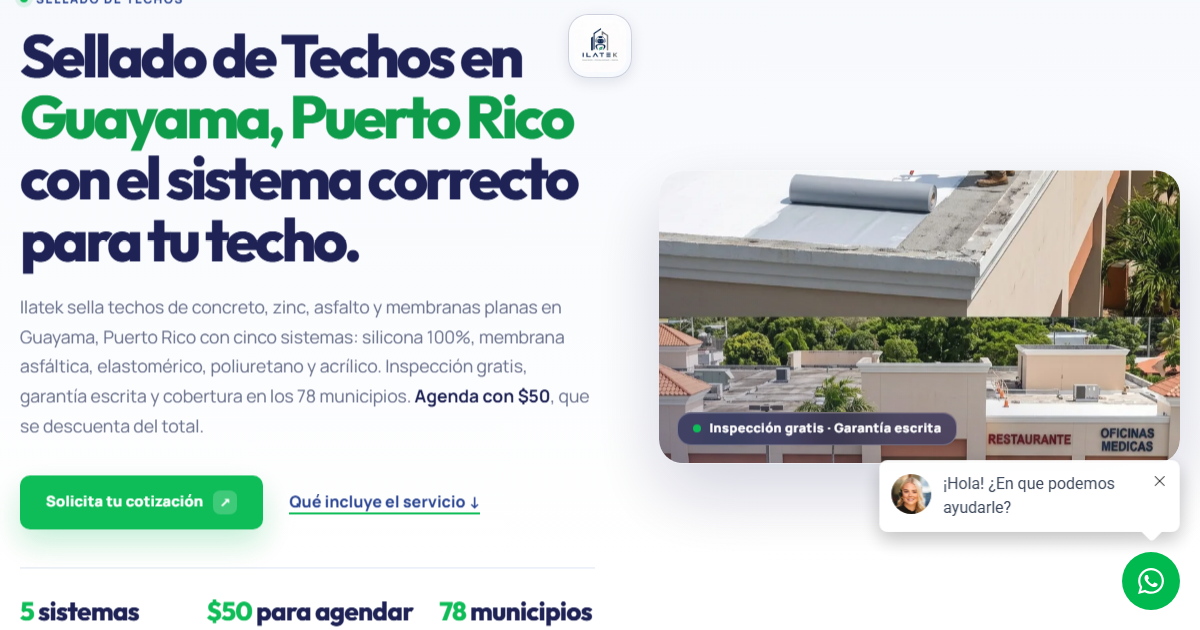 SELLADO DE TECHOS
ILATEK
Sellado de Techos en
Guayama, Puerto Rico
con el sistema correcto
para tu techo.
Ilatek sella techos de concreto, zinc, asfalto y membranas planas en
Guayama, Puerto Rico con cinco sistemas: silicona 100%, membrana
asfáltica, elastomérico, poliuretano y acrílico. Inspección gratis,
garantía escrita y cobertura en los 78 municipios. Agenda con $50, que
se descuenta del total.
Solicita tu cotización ↗
Qué incluye el servicio ↓
5 sistemas
$50 para agendar
78 municipios
Inspección gratis · Garantía escrita
RESTAURANTE
OFICINAS
MEDICAS
¡Hola! ¿En que podemos
ayudarle?